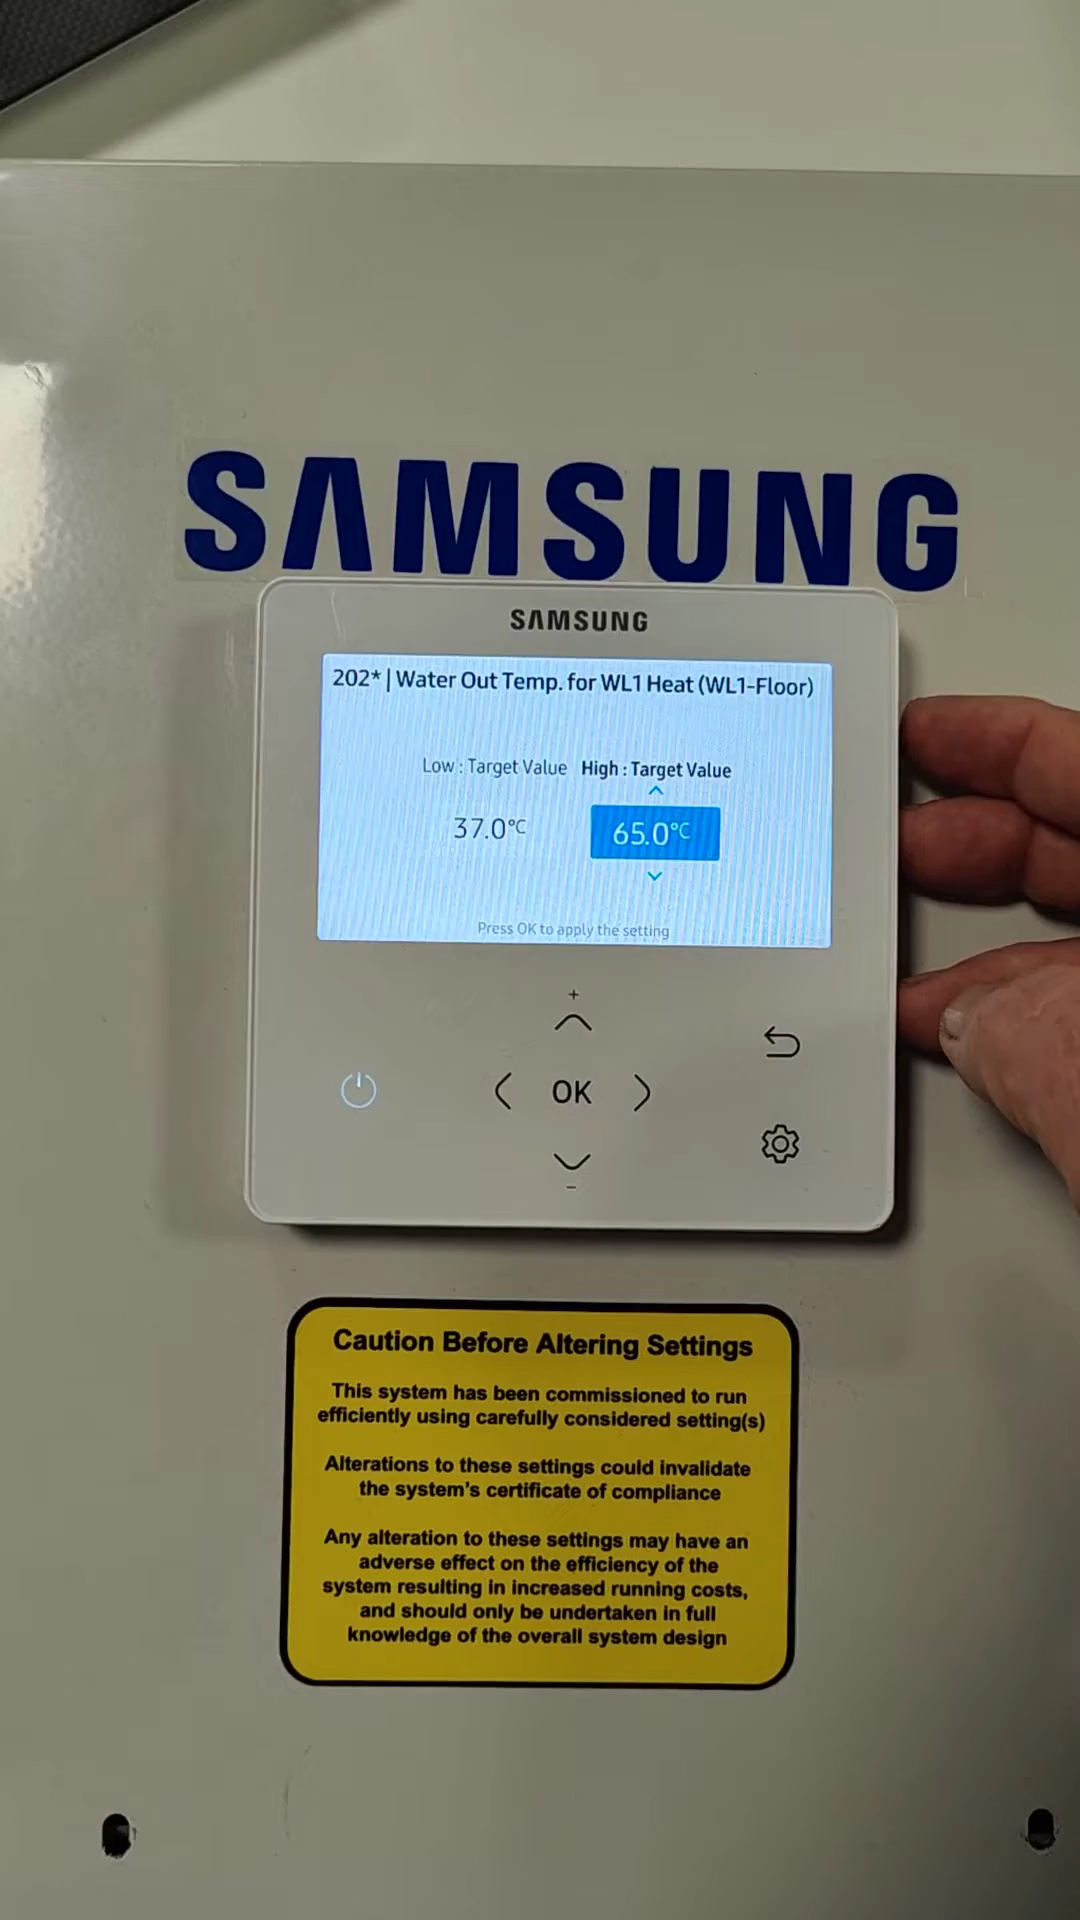 SAMSUNG
SAMSUNG
202* | Water Out Temp. for WL1 Heat (WL1-Floor)
Low : Target Value High : Target Value
37.0°C 65.0°C
Press OK to apply the setting
+
OK
-
Caution Before Altering Settings
This system has been commissioned to run
efficiently using carefully considered setting(s)
Alterations to these settings could invalidate
the system's certificate of compliance
Any alteration to these settings may have an
adverse effect on the efficiency of the
system resulting in increased running costs,
and should only be undertaken in full
knowledge of the overall system design